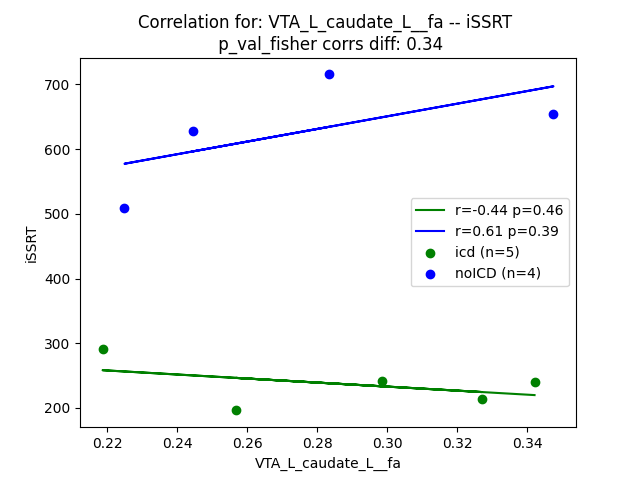 Correlation for: VTA_L_caudate_L__fa -- iSSRT
p_val_fisher corrs diff: 0.34
700
600
500
400
300
200
iSSRT
r=-0.44 p=0.46
r=0.61 p=0.39
icd (n=5)
noICD (n=4)
0.22
0.24
0.26
0.28
0.30
0.32
0.34
VTA_L_caudate_L__fa